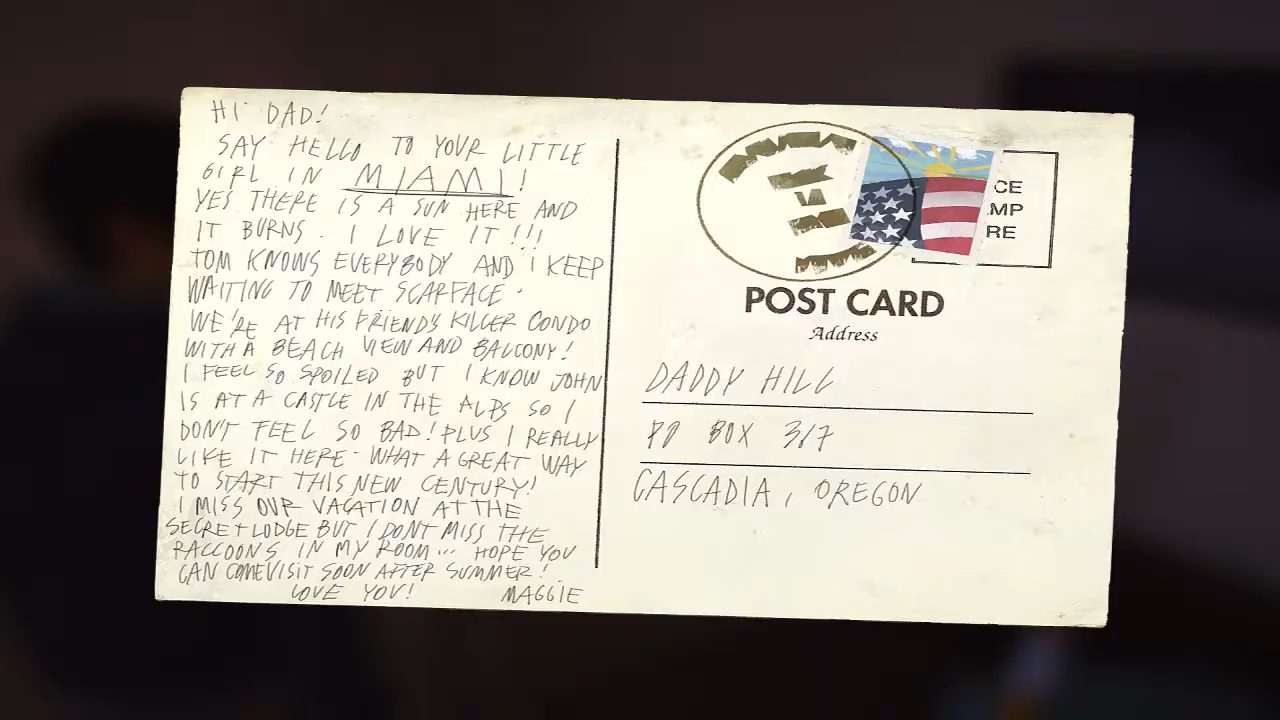 HI DAD!
SAY HELLO TO YOUR LITTLE
GIRL IN MIAMI!
YES THERE IS A SUN HERE AND
IT BURNS. I LOVE IT!!!
TOM KNOWS EVERYBODY AND I KEEP
WAITING TO MEET SCARFACE.
WE'RE AT HIS FRIENDS KILLER CONDO
WITH A BEACH VIEW AND BALCONY!
I FEEL SO SPOILED BUT I KNOW JOHN
IS AT A CASTLE IN THE ALPS SO I
DON'T FEEL SO BAD! PLUS I REALLY
LIKE IT HERE - WHAT A GREAT WAY
TO START THIS NEW CENTURY!
I MISS OUR VACATION AT THE
SECRET LODGE BUT I DONT MISS THE
RACCOONS IN MY ROOM... HOPE YOU
CAN COME VISIT SOON AFTER SUMMER!
LOVE YOU! MAGGIE
CE
MP
RE
POST CARD
Address
DADDY HILL
PO BOX 317
CASCADIA, OREGON